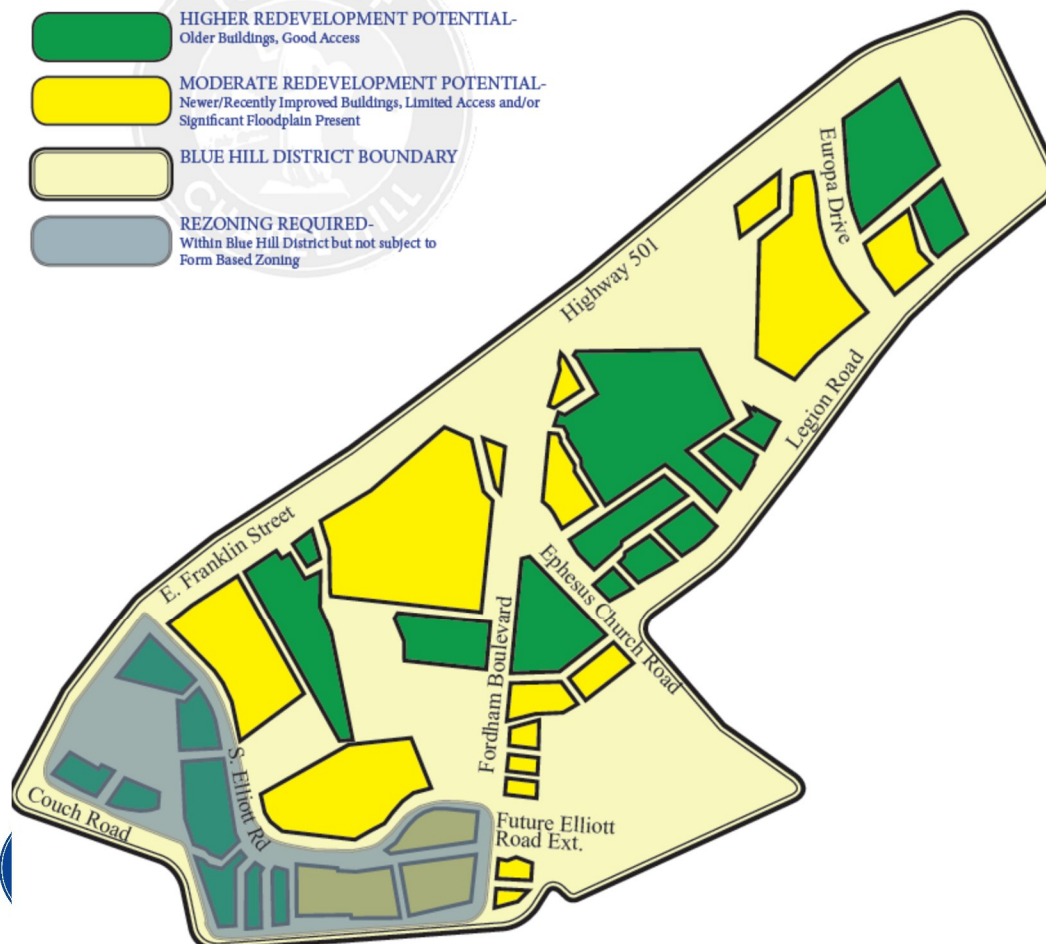 HIGHER REDEVELOPMENT POTENTIAL-
Older Buildings, Good Access
MODERATE REDEVELOPMENT POTENTIAL-
Newer/Recently Improved Buildings, Limited Access and/or
Significant Floodplain Present
BLUE HILL DISTRICT BOUNDARY
REZONING REQUIRED-
Within Blue Hill District but not subject to
Form Based Zoning
Europa Drive
Highway 501
Legion Road
E. Franklin Street
Ephesus Church Road
Fordham Boulevard
S. Elliott Rd
Couch Road
Future Elliott
Road Ext.